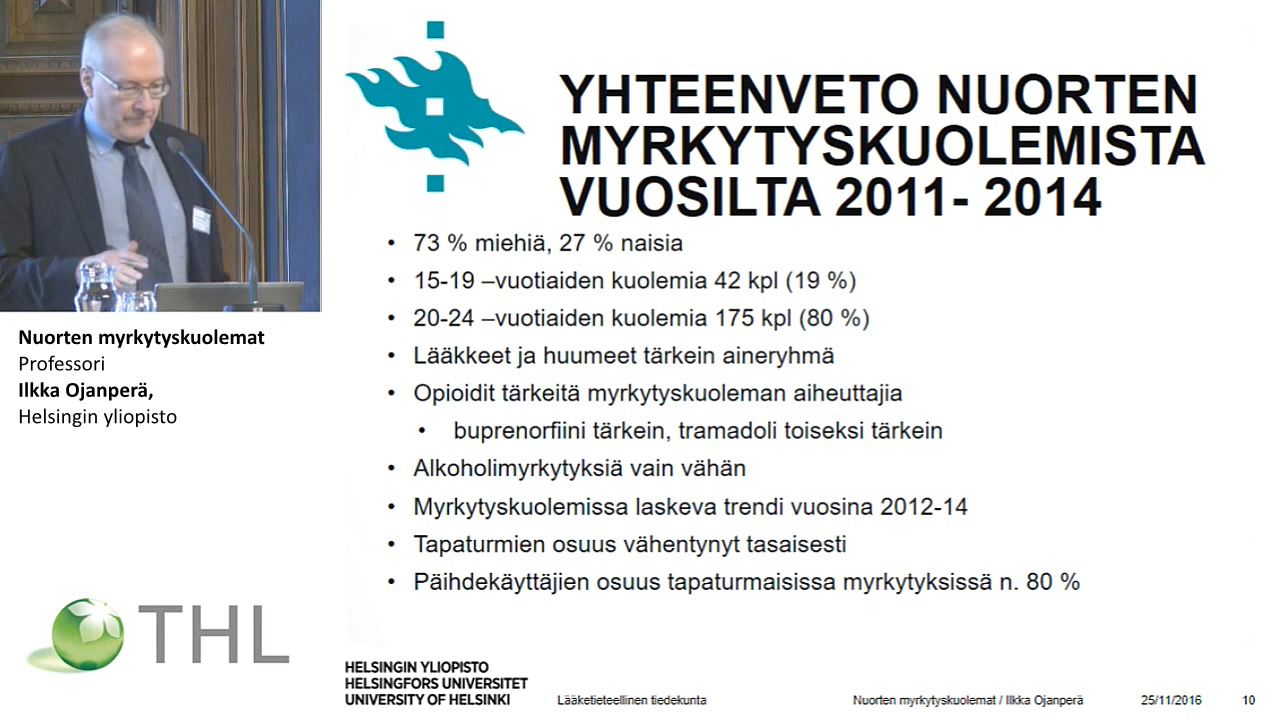 YHTEENVETO NUORTEN
MYRKYTYSKUOLEMISTA
VUOSILTA 2011- 2014
• 73 % miehiä, 27 % naisia
• 15-19 –vuotiaiden kuolemia 42 kpl (19 %)
• 20-24 –vuotiaiden kuolemia 175 kpl (80 %)
• Lääkkeet ja huumeet tärkein aineryhmä
• Opioidit tärkeitä myrkytyskuoleman aiheuttajia
• buprenorfiini tärkein, tramadoli toiseksi tärkein
• Alkoholimyrkytyksiä vain vähän
• Myrkytyskuolemissa laskeva trendi vuosina 2012-14
• Tapaturmien osuus vähentynyt tasaisesti
• Päihdekäyttäjien osuus tapaturmaisissa myrkytyksissä n. 80 %
Nuorten myrkytyskuolemat
Professori
Ilkka Ojanperä,
Helsingin yliopisto
THL
HELSINGIN YLIOPISTO
HELSINGFORS UNIVERSITET
UNIVERSITY OF HELSINKI
Lääketieteellinen tiedekunta
Nuorten myrkytyskuolemat / Ilkka Ojanperä
25/11/2016
10